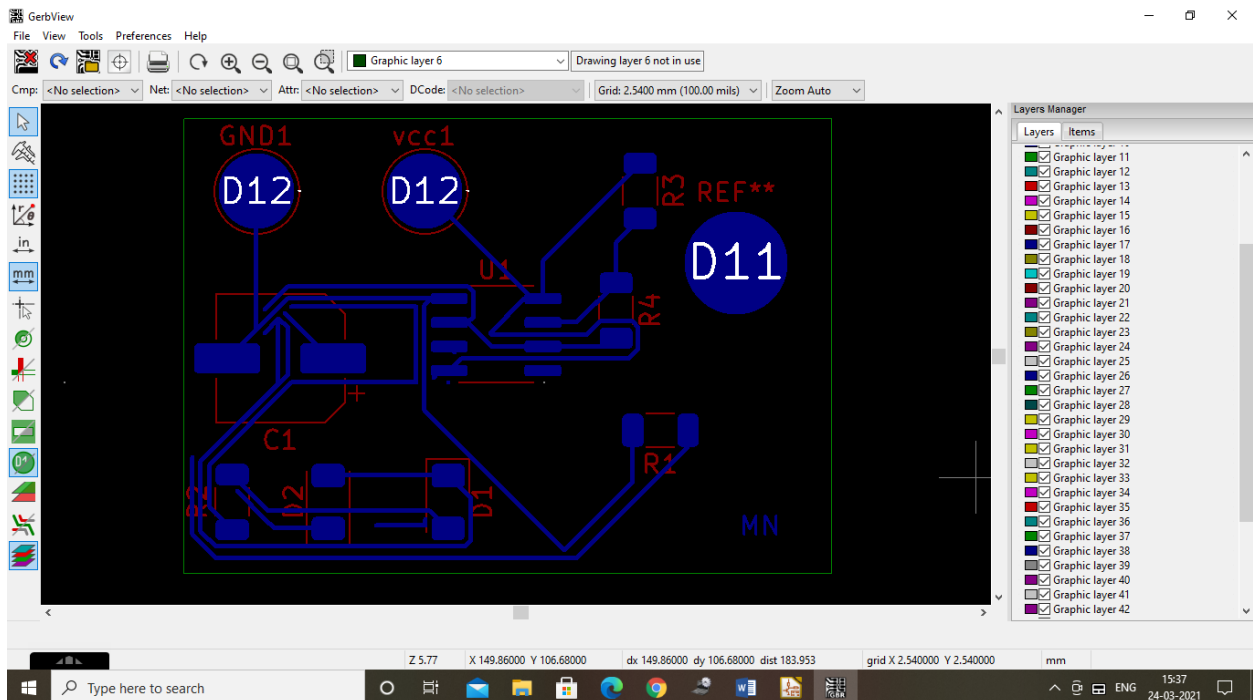 GerbView
File View Tools Preferences Help
Graphic layer 6 Drawing layer 6 not in use
Cmp: <No selection> Net: <No selection> Attr: <No selection> DCode: <No selection> Grid: 2.5400 mm (100.00 mils) Zoom Auto
Layers Manager
Layers Items
Graphic layer 11
Graphic layer 12
Graphic layer 13
Graphic layer 14
Graphic layer 15
Graphic layer 16
Graphic layer 17
Graphic layer 18
Graphic layer 19
Graphic layer 20
Graphic layer 21
Graphic layer 22
Graphic layer 23
Graphic layer 24
Graphic layer 25
Graphic layer 26
Graphic layer 27
Graphic layer 28
Graphic layer 29
Graphic layer 30
Graphic layer 31
Graphic layer 32
Graphic layer 33
Graphic layer 34
Graphic layer 35
Graphic layer 36
Graphic layer 37
Graphic layer 38
Graphic layer 39
Graphic layer 40
Graphic layer 41
Graphic layer 42
in
mm
GND1 vcc1
D12 D12 R3 REF**
D11
U1
R4
+
C1
R1
R2 D2 D1
MN
Z 5.77 X 149.86000 Y 106.68000 dx 149.86000 dy 106.68000 dist 183.953 grid X 2.540000 Y 2.540000 mm
Type here to search
ENG
15:37
24-03-2021